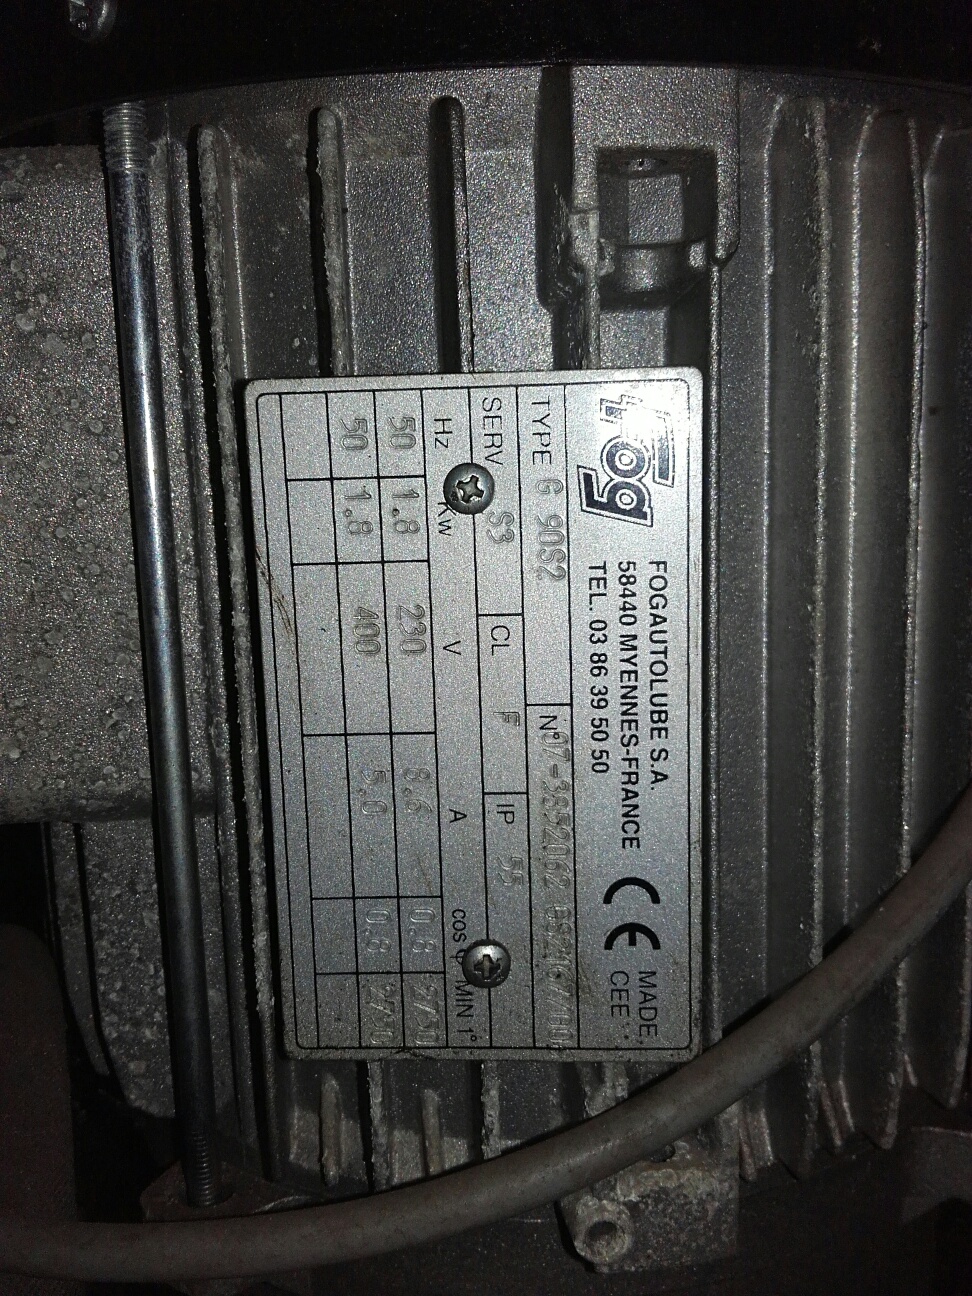 Fog
FOGAUTOLUBE S.A.
58440 MYENNES-FRANCE
TEL. 03 86 39 50 50
CE MADE
CEE
TYPE G 90S2 N°
SERV S3 CL F IP 55
Hz Kw V A cos φ MIN 1°
50 1.8 230 8.6 0.8
50 1.8 400 5,0 0.8